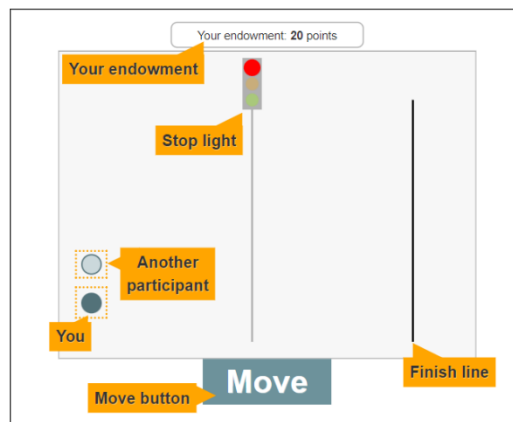 Your endowment: 20 points
Your endowment
Stop light
Another
participant
You
Finish line
Move
Move button